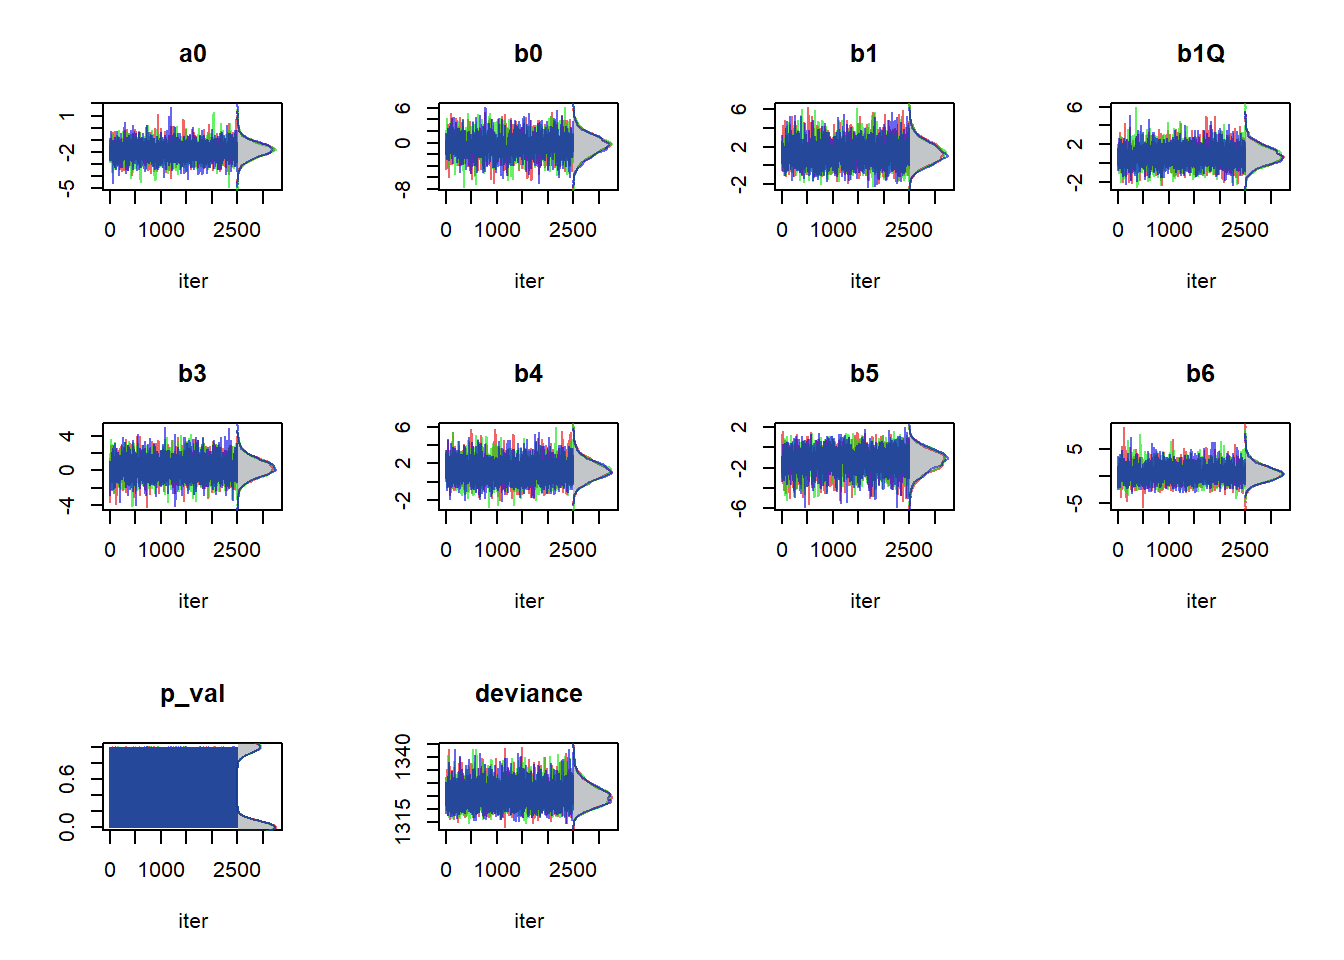 a0 b0 b1 b1Q
1 -2 -5
6 0 -8
6 2 -2
6 2 -2
0 1000 2500 0 1000 2500 0 1000 2500 0 1000 2500
iter iter iter iter
b3 b4 b5 b6
4 0 -4
6 2 -2
2 -2 -6
5 -5
0 1000 2500 0 1000 2500 0 1000 2500 0 1000 2500
iter iter iter iter
p_val deviance
0.6 0.0
1340 1315
0 1000 2500 0 1000 2500
iter iter